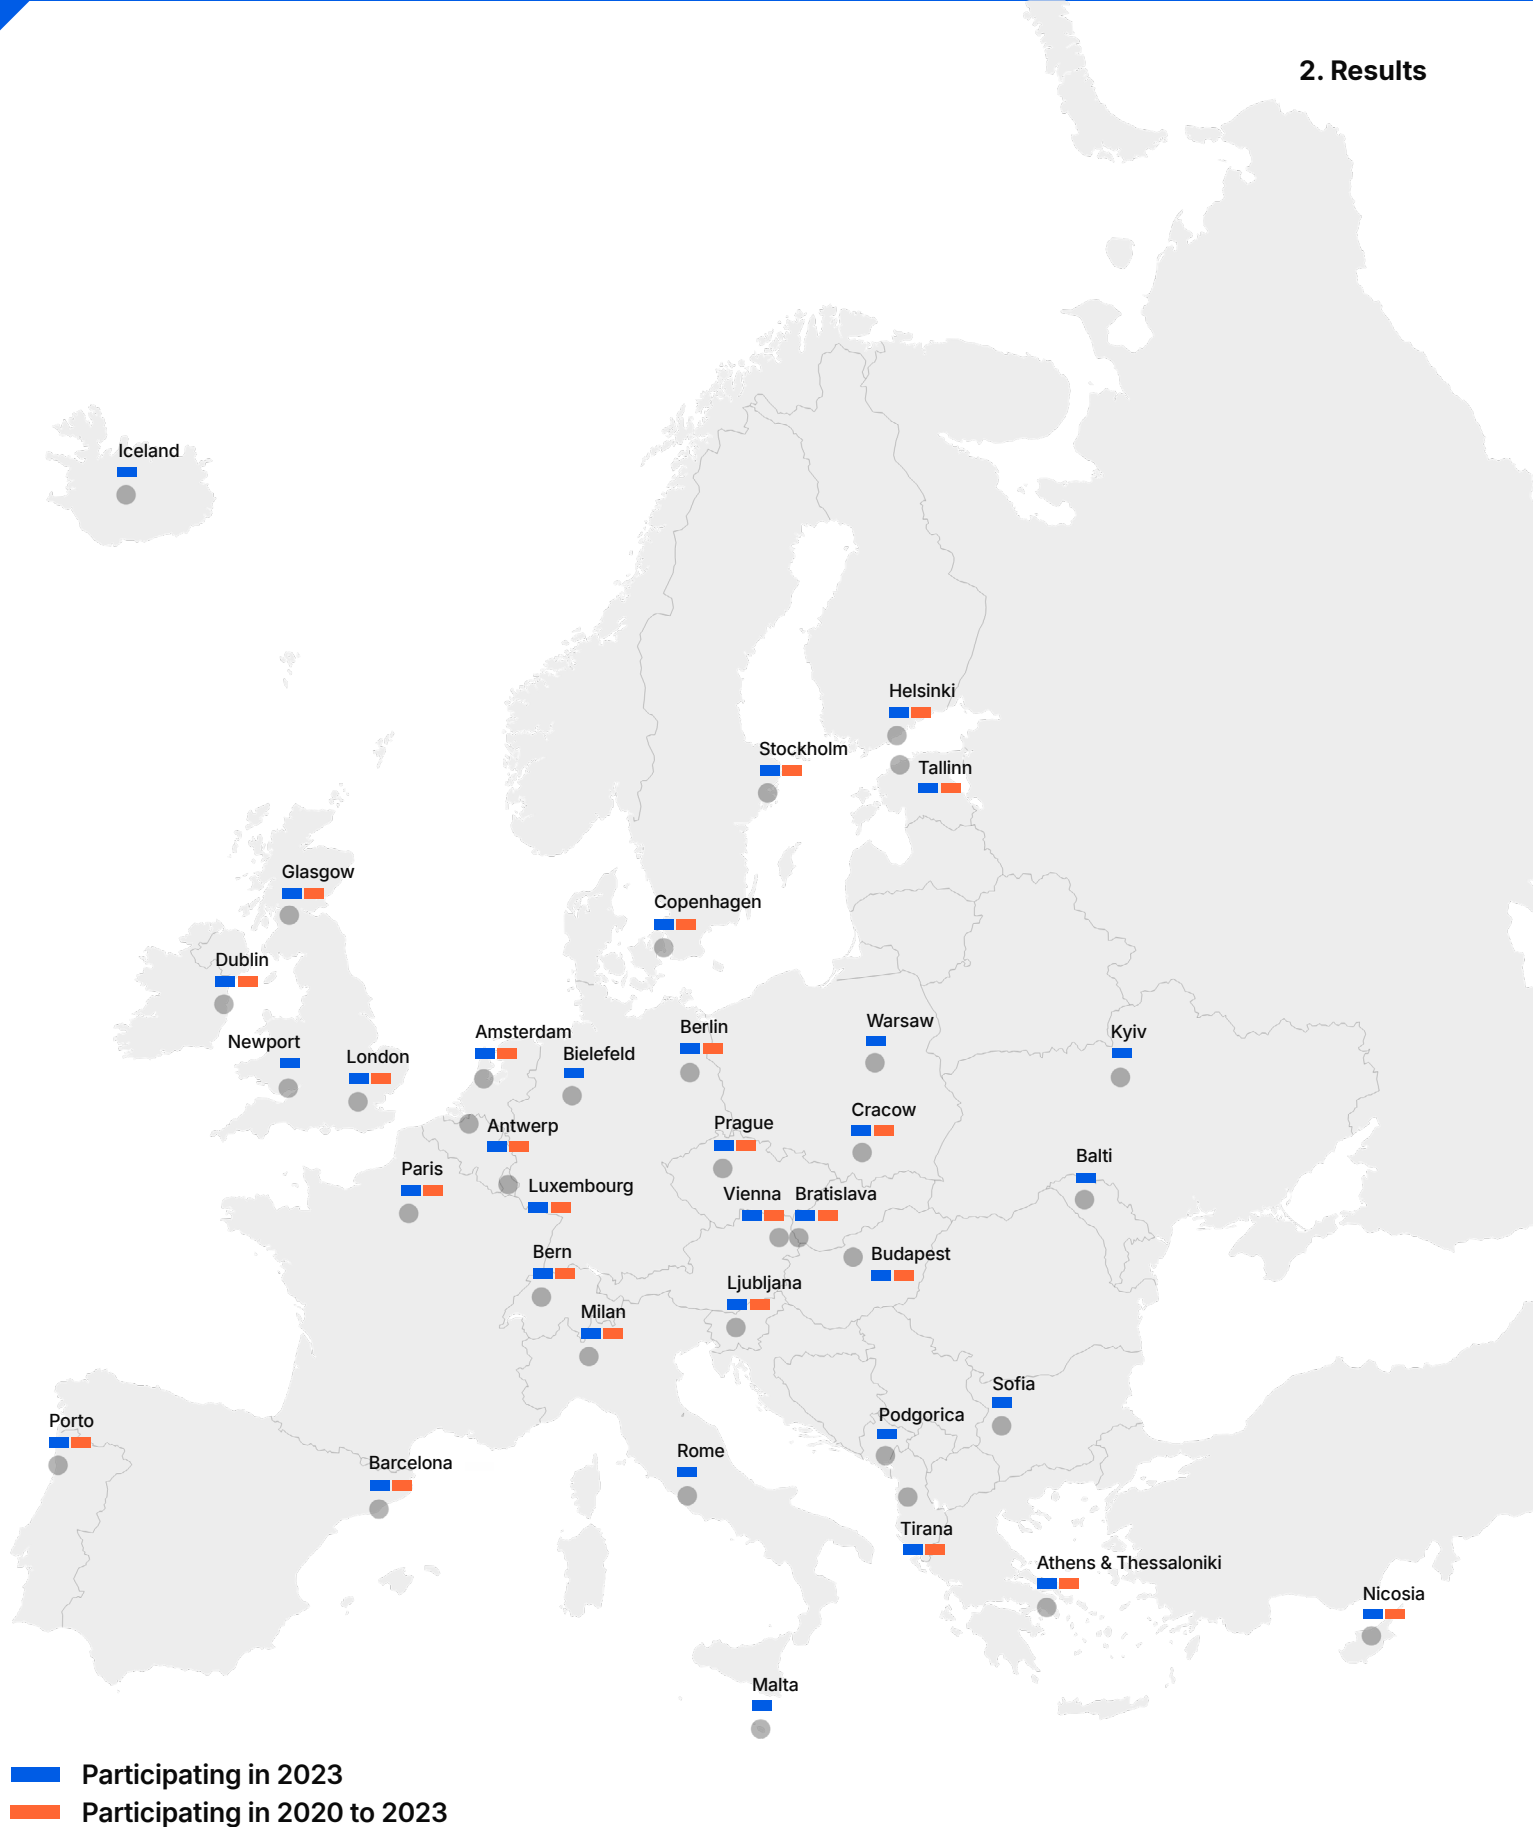 2. Results
Iceland
Helsinki
Stockholm
Tallinn
Glasgow
Copenhagen
Dublin
Warsaw
Berlin
Amsterdam
Kyiv
Newport
Bielefeld
London
Cracow
Prague
Antwerp
Balti
Paris
Luxembourg
Vienna
Bratislava
Bern
Budapest
Ljubljana
Milan
Sofia
Podgorica
Porto
Rome
Barcelona
Tirana
Athens & Thessaloniki
Nicosia
Malta
Participating in 2023
Participating in 2020 to 2023